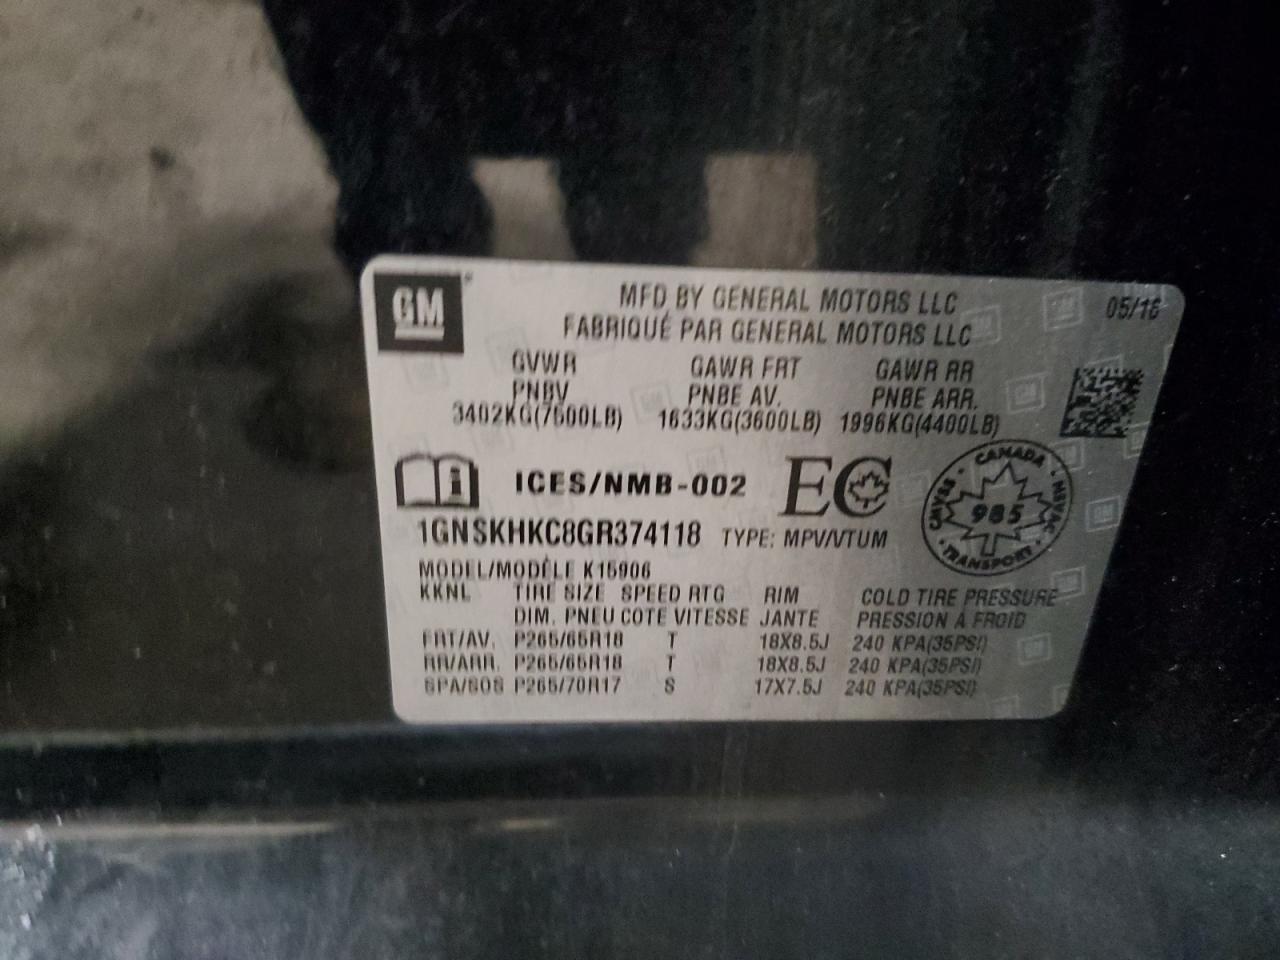 GM
MFD BY GENERAL MOTORS LLC
05/16
FABRIQUÉ PAR GENERAL MOTORS LLC
GVWR GAWR FRT GAWR RR
PNBV PNBE AV. PNBE ARR.
3402KG(7500LB) 1633KG(3600LB) 1996KG(4400LB)
ICES/NMB-002 EC
CANADA
CMVSS 985 NSVAC
TRANSPORT
1GNSKHKC8GR374118 TYPE: MPV/VTUM
MODEL/MODÈLE K15906
KKNL TIRE SIZE SPEED RTG RIM COLD TIRE PRESSURE
DIM. PNEU COTE VITESSE JANTE PRESSION À FROID
FRT/AV. P265/65R18 T 18X8.5J 240 KPA(35PSI)
RR/ARR. P265/65R18 T 18X8.5J 240 KPA(35PSI)
SPA/SOS P265/70R17 S 17X7.5J 240 KPA(35PSI)